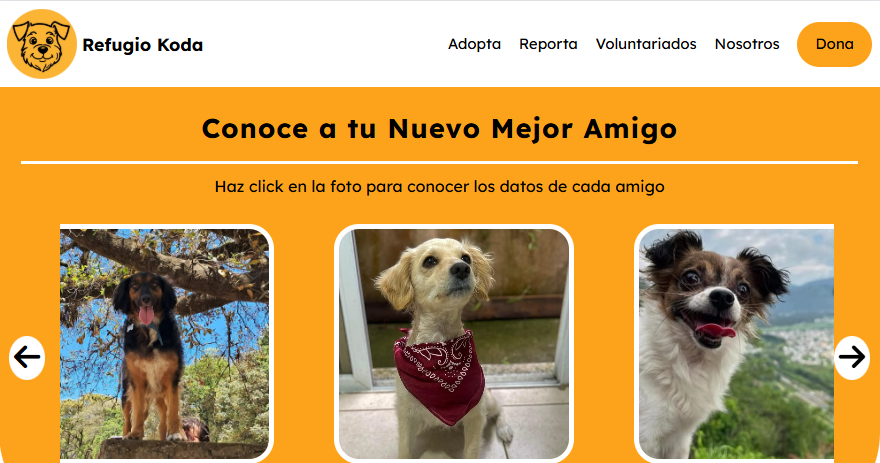 Refugio Koda
Adopta Reporta Voluntariados Nosotros Dona
Conoce a tu Nuevo Mejor Amigo
Haz click en la foto para conocer los datos de cada amigo